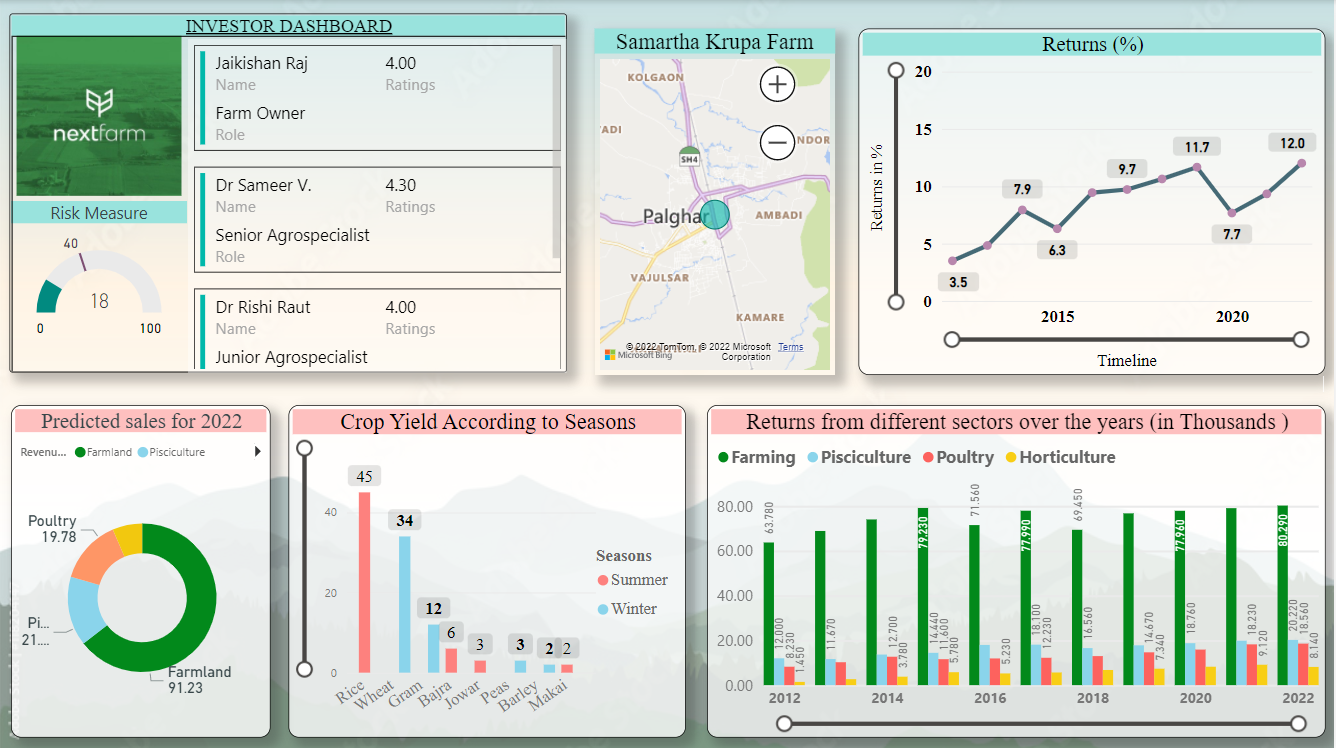 INVESTOR DASHBOARD
nextfarm
Risk Measure
40
18
0
100
Jaikishan Raj 4.00
Name Ratings
Farm Owner
Role
Dr Sameer V. 4.30
Name Ratings
Senior Agrospecialist
Role
Dr Rishi Raut 4.00
Name Ratings
Junior Agrospecialist
Samartha Krupa Farm
KOLGAON
ADI
NDOR
SH4
Palghar
AMBADI
VAJULSAR
KAMARE
© 2022 TomTom, © 2022 Microsoft Corporation Terms
Microsoft Bing
Returns (%)
Returns in %
20
15
10
5
0
3.5
7.9
6.3
9.7
11.7
7.7
12.0
2015 2020
Timeline
Predicted sales for 2022
Revenu... Farmland Pisciculture
Poultry
19.78
Pi...
21....
Farmland
91.23
Crop Yield According to Seasons
40
20
0
45
34
12
6
3
3
2
2
Rice
Wheat
Gram
Bajra
Jowar
Peas
Barley
Makai
Seasons
Summer
Winter
Returns from different sectors over the years (in Thousands )
Farming Pisciculture Poultry Horticulture
80.00
60.00
40.00
20.00
0.00
63.780
12.000
8.230
1.450
11.670
12.700
3.780
79.230
14.440
11.600
5.780
71.560
5.230
77.990
18.100
12.230
69.450
16.560
14.670
7.340
77.960
18.760
18.230
9.120
80.290
20.220
18.560
8.140
2012 2014 2016 2018 2020 2022